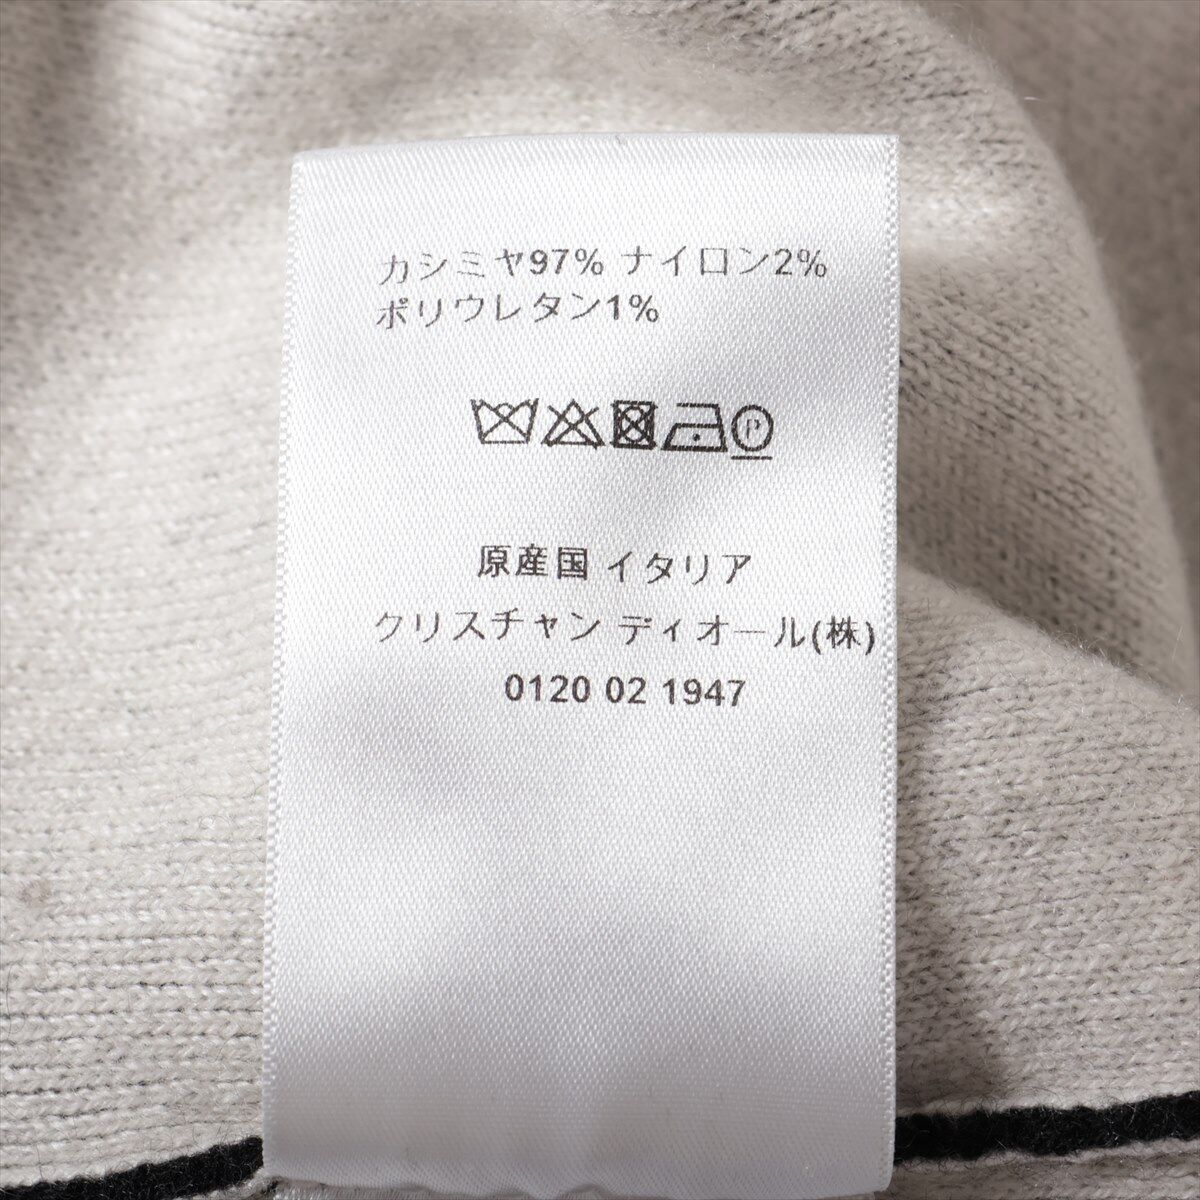 カシミヤ97% ナイロン2%
ポリウレタン1%
P
原産国 イタリア
クリスチャン ディオール(株)
0120 02 1947